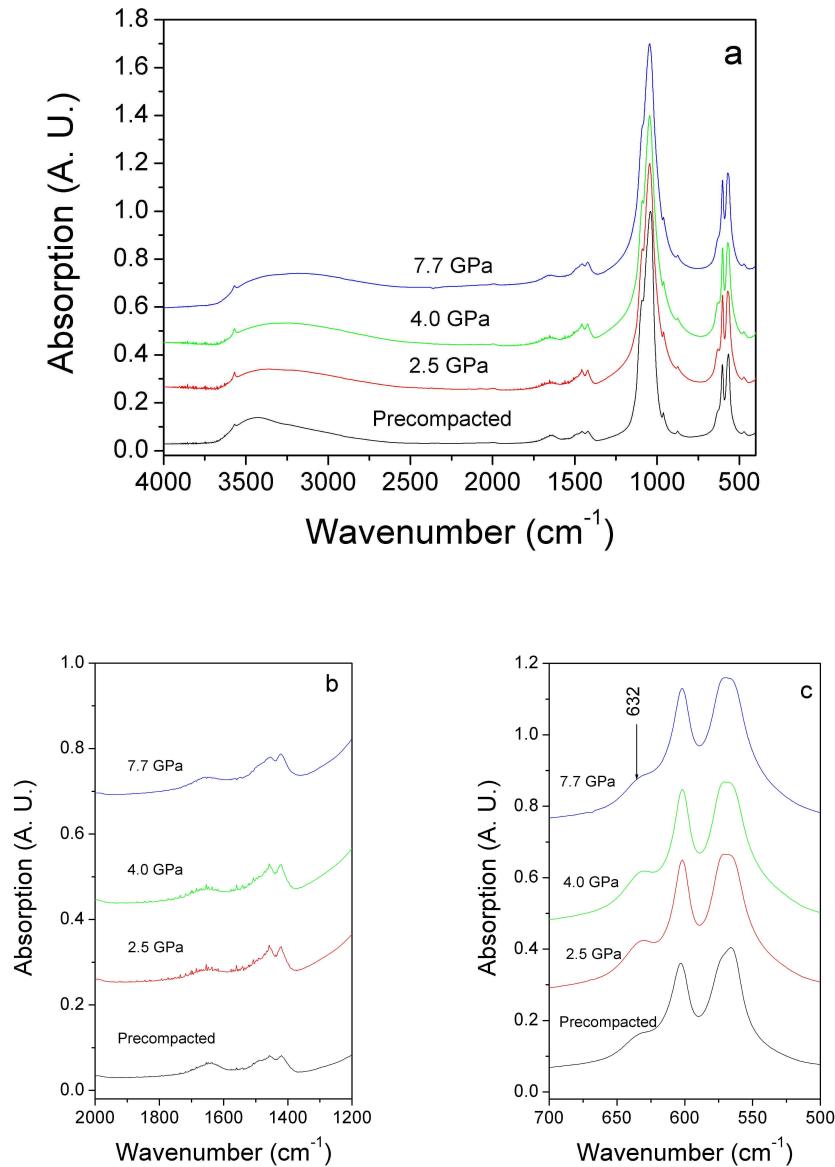 a
Absorption (A. U.)
1.8
1.6
1.4
1.2
1.0
0.8
0.6
0.4
0.2
0.0
7.7 GPa
4.0 GPa
2.5 GPa
Precompacted
4000 3500 3000 2500 2000 1500 1000 500
Wavenumber (cm⁻¹)
b
Absorption (A. U.)
1.0
0.8
0.6
0.4
0.2
0.0
7.7 GPa
4.0 GPa
2.5 GPa
Precompacted
2000 1800 1600 1400 1200
Wavenumber (cm⁻¹)
c
Absorption (A. U.)
1.2
1.0
0.8
0.6
0.4
0.2
0.0
632
7.7 GPa
4.0 GPa
2.5 GPa
Precompacted
700 650 600 550 500
Wavenumber (cm⁻¹)